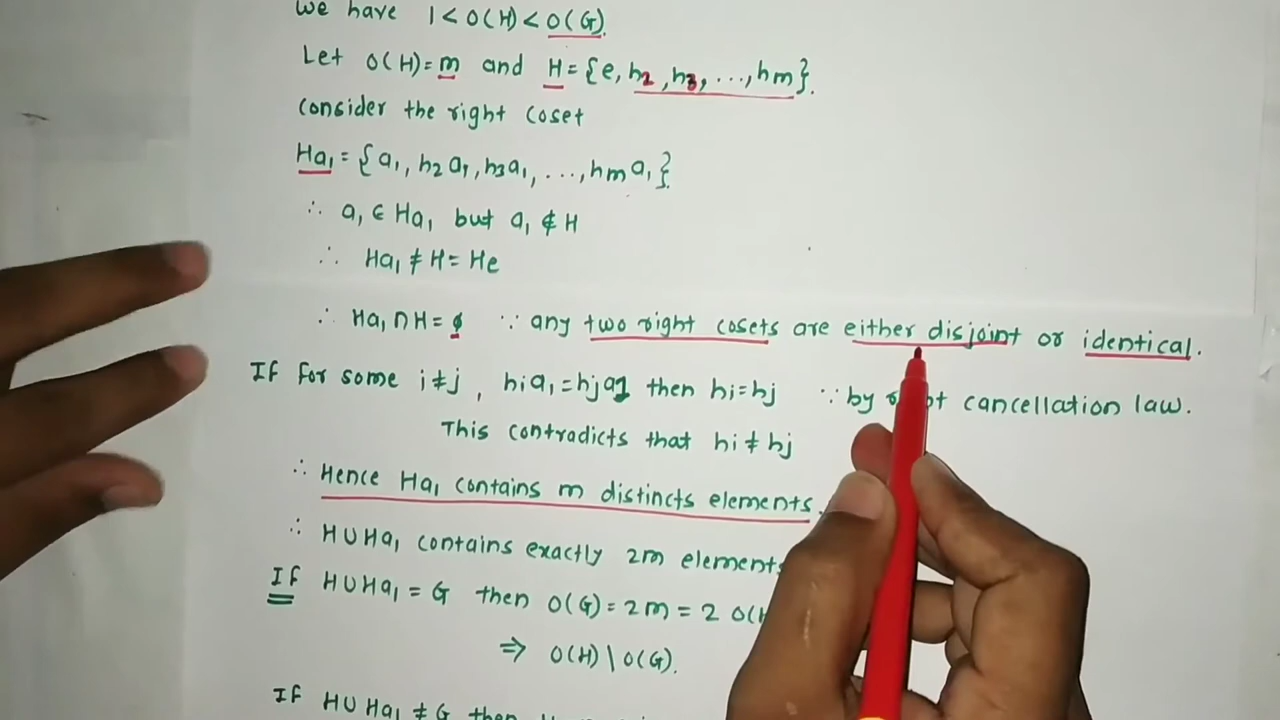 we have 1 < O(H) < O(G).
Let O(H) = m and H = {e, h2, h3, ..., hm}.
Consider the right coset
Ha₁ = {a₁, h2a₁, h3a₁, ..., hma₁}.
∴ a₁ ∈ Ha₁ but a₁ ∉ H
∴ Ha₁ ≠ H = He
∴ Ha₁ ∩ H = ϕ ∵ any two right cosets are either disjoint or identical.
If for some i ≠ j, hia₁ = hja1 then hi = hj ∵ by cancellation law.
This contradicts that hi ≠ hj
∴ Hence Ha₁ contains m distincts elements.
∴ H ∪ Ha₁ contains exactly 2m elements
If H ∪ Ha₁ = G then O(G) = 2m = 2 O(H
⇒ O(H) \ O(G).
If H ∪ Ha₁ ≠ G then